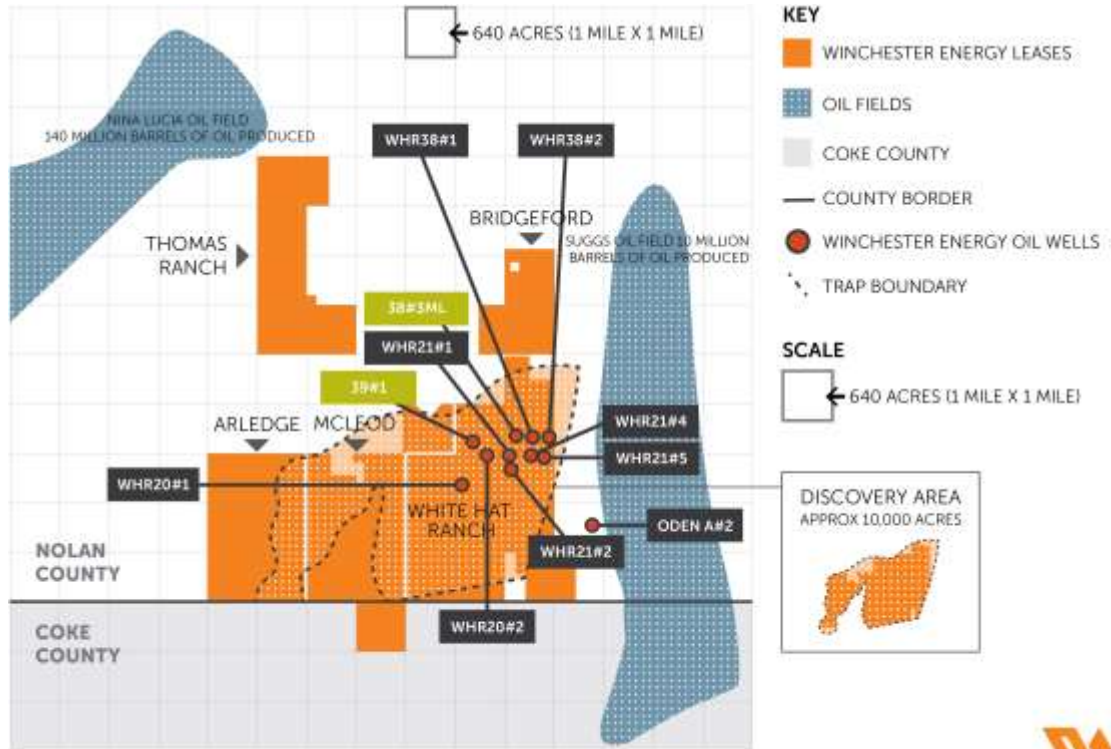 640 ACRES (1 MILE X 1 MILE)
KEY
WINCHESTER ENERGY LEASES
OIL FIELDS
COKE COUNTY
COUNTY BORDER
WINCHESTER ENERGY OIL WELLS
TRAP BOUNDARY
SCALE
640 ACRES (1 MILE X 1 MILE)
NINA LUCIA OIL FIELD
140 MILLION BARRELS OF OIL PRODUCED
WHR38#1
WHR38#2
BRIDGEFORD
SUGGS OIL FIELD 10 MILLION
BARRELS OF OIL PRODUCED
THOMAS
RANCH
38#3ML
WHR21#1
39#1
ARLEDGE
MCLEOD
WHR21#4
WHR21#5
WHR20#1
WHITE HAT
RANCH
ODEN A#2
WHR21#2
WHR20#2
NOLAN
COUNTY
COKE
COUNTY
DISCOVERY AREA
APPROX 10,000 ACRES